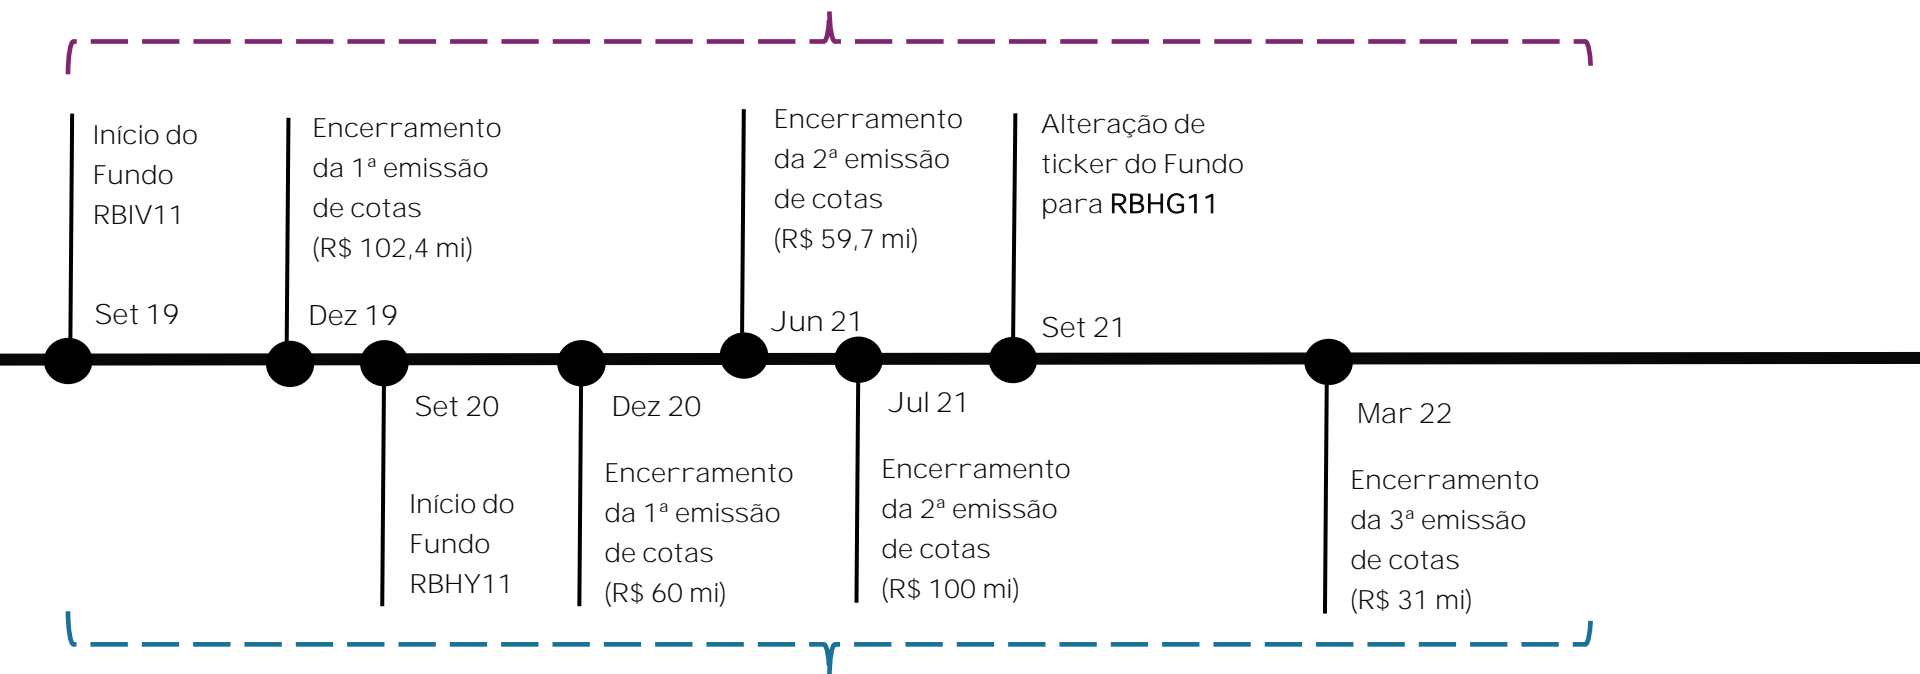 Início do
Fundo
RBIV11
Set 19
Encerramento
da 1ª emissão
de cotas
(R$ 102,4 mi)
Dez 19
Encerramento
da 2ª emissão
de cotas
(R$ 59,7 mi)
Jun 21
Alteração de
ticker do Fundo
para RBHG11
Set 21
Set 20
Início do
Fundo
RBHY11
Dez 20
Encerramento
da 1ª emissão
de cotas
(R$ 60 mi)
Jul 21
Encerramento
da 2ª emissão
de cotas
(R$ 100 mi)
Mar 22
Encerramento
da 3ª emissão
de cotas
(R$ 31 mi)